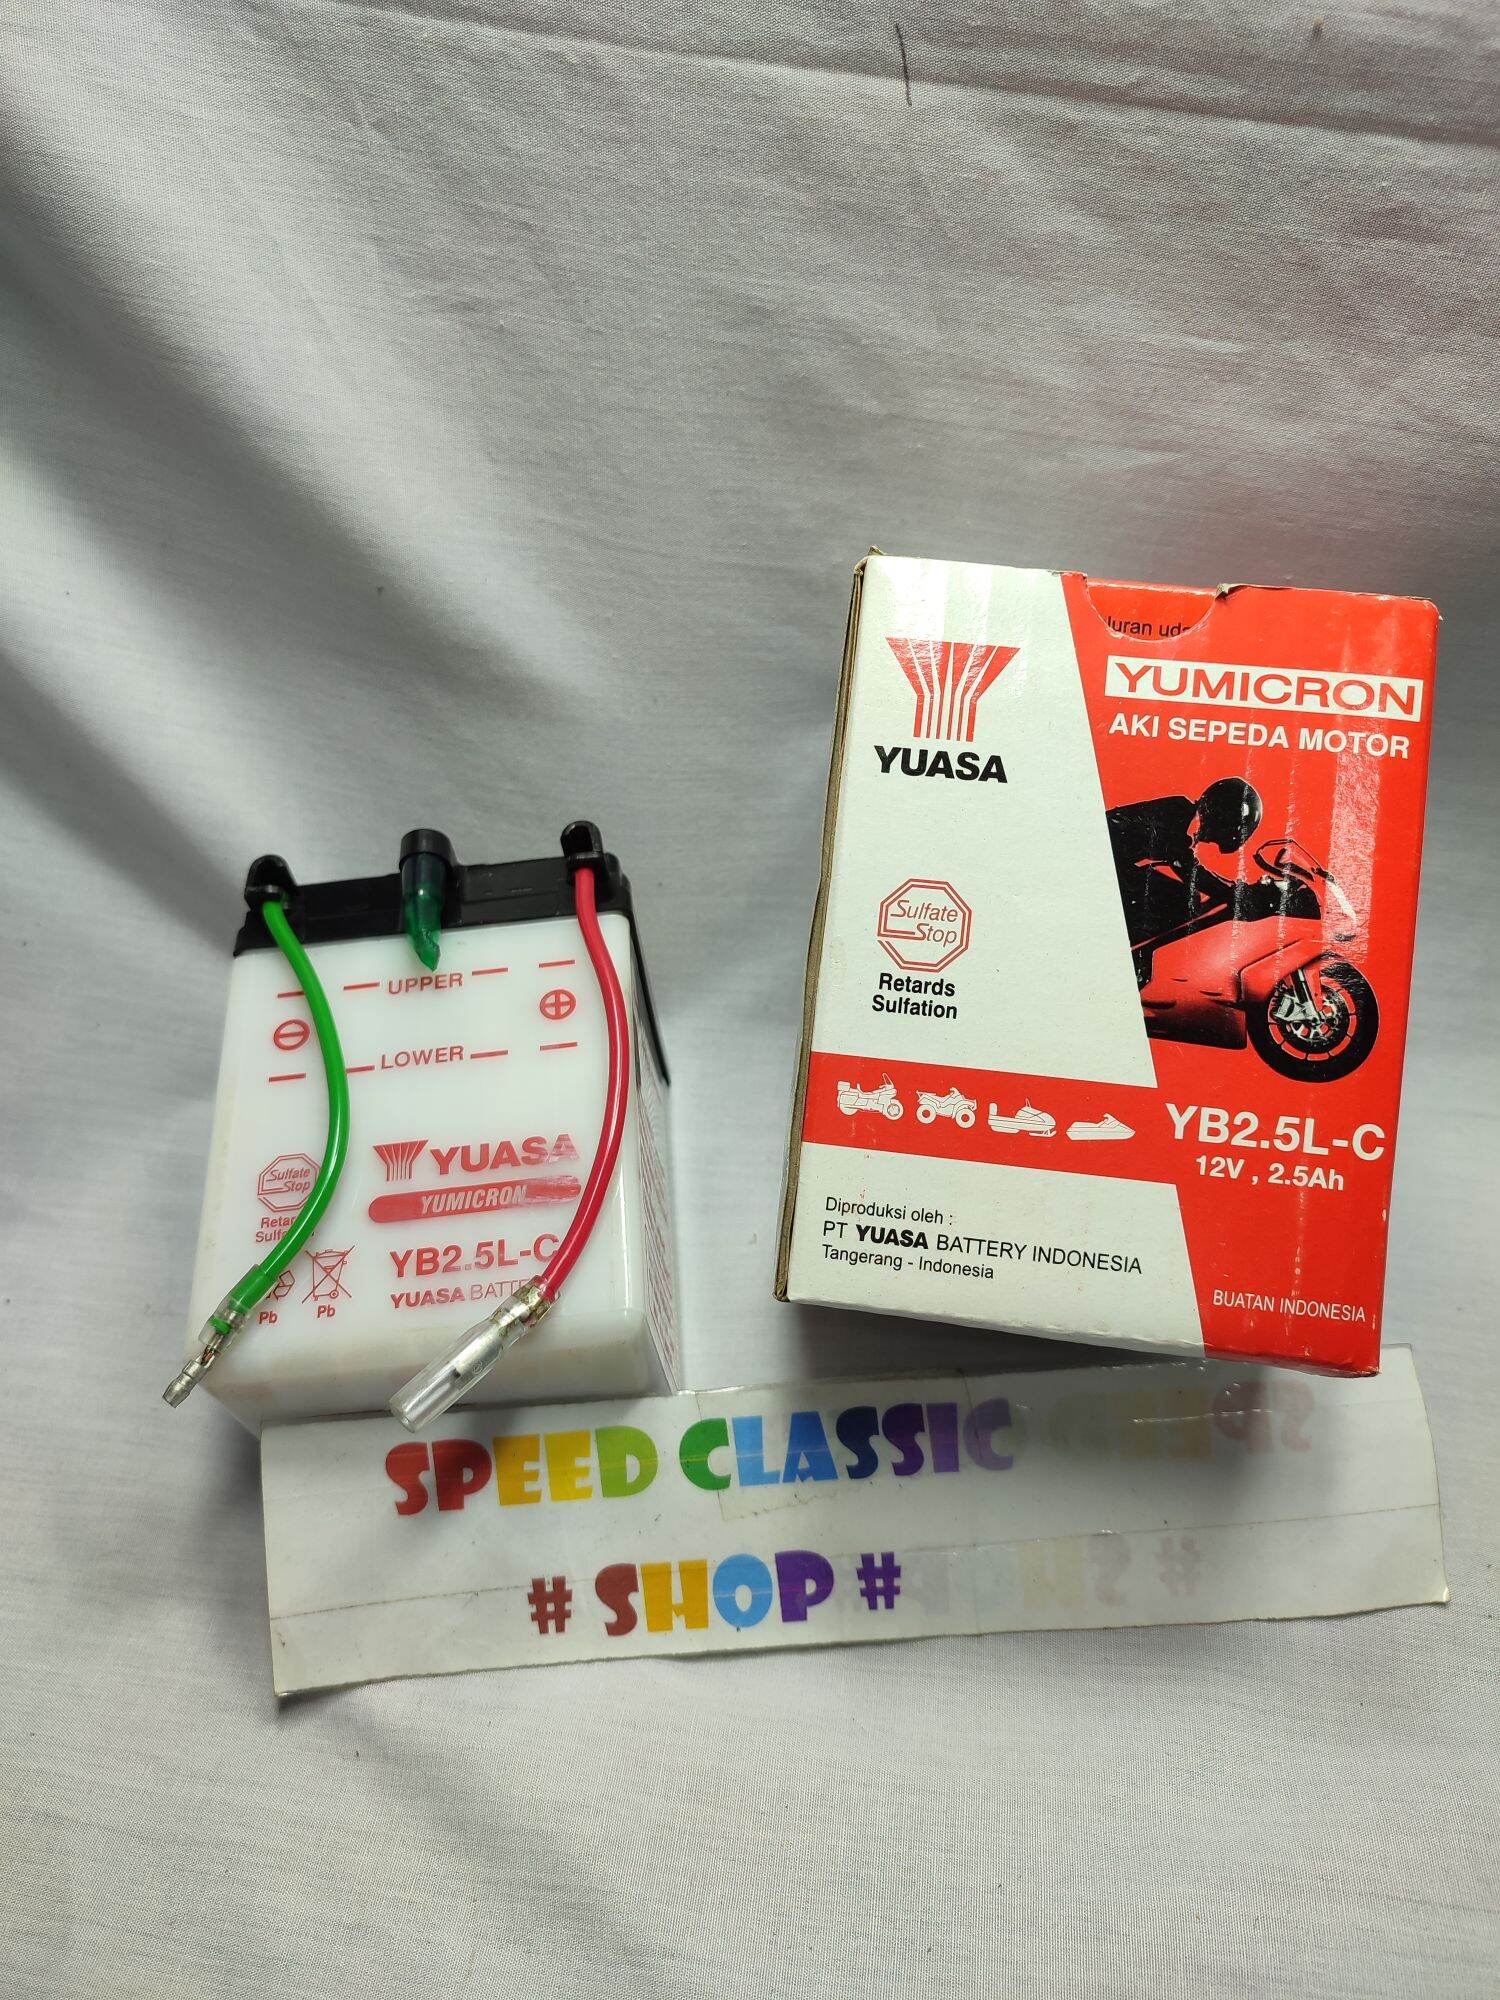 luran uda
YUMICRON
AKI SEPEDA MOTOR
YUASA
Sulfate
Stop
Retards
Sulfation
YB2.5L-C
12V , 2.5Ah
Diproduksi oleh :
PT YUASA BATTERY INDONESIA
Tangerang - Indonesia
BUATAN INDONESIA
UPPER
LOWER
YUASA
YUMICRON
Sulfate
Stop
YB2.5L-C
YUASA
Pb
Pb
SPEED CLASSIC
# SHOP #